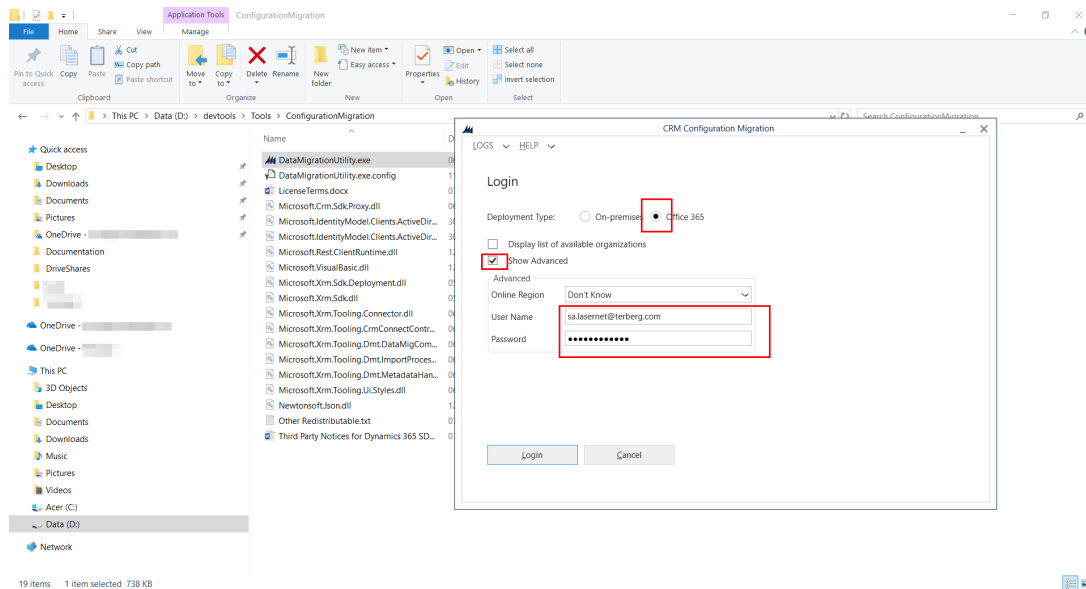 Application Tools ConfigurationMigration
File Home Share View Manage
Pin to Quick access
Copy
Paste
Cut
Copy path
Paste shortcut
Clipboard
Move to
Copy to
Delete
Rename
Organize
New folder
New item
Easy access
New
Properties
Open
Edit
History
Open
Select all
Select none
Invert selection
Select
This PC > Data (D:) > devtools > Tools > ConfigurationMigration
Search ConfigurationMigration
Quick access
Desktop
Downloads
Documents
Pictures
OneDrive -
Documentation
DriveShares
OneDrive -
OneDrive -
This PC
3D Objects
Desktop
Documents
Downloads
Music
Pictures
Videos
Acer (C:)
Data (D:)
Network
Name
DataMigrationUtility.exe
DataMigrationUtility.exe.config
LicenseTerms.docx
Microsoft.Crm.Sdk.Proxy.dll
Microsoft.IdentityModel.Clients.ActiveDir...
Microsoft.IdentityModel.Clients.ActiveDir...
Microsoft.Rest.ClientRuntime.dll
Microsoft.VisualBasic.dll
Microsoft.Xrm.Sdk.Deployment.dll
Microsoft.Xrm.Sdk.dll
Microsoft.Xrm.Tooling.Connector.dll
Microsoft.Xrm.Tooling.CrmConnectContr...
Microsoft.Xrm.Tooling.Dmt.DataMigCom...
Microsoft.Xrm.Tooling.Dmt.ImportProces...
Microsoft.Xrm.Tooling.Dmt.MetadataHan...
Microsoft.Xrm.Tooling.Ui.Styles.dll
Newtonsoft.Json.dll
Other Redistributable.txt
Third Party Notices for Dynamics 365 SD...
CRM Configuration Migration
LOGS HELP
Login
Deployment Type: On-premises Office 365
Display list of available organizations
Show Advanced
Advanced
Online Region Don't Know
User Name sa.lasernet@terberg.com
Password ●●●●●●●●●●●●
Login Cancel
19 items 1 item selected 738 KB